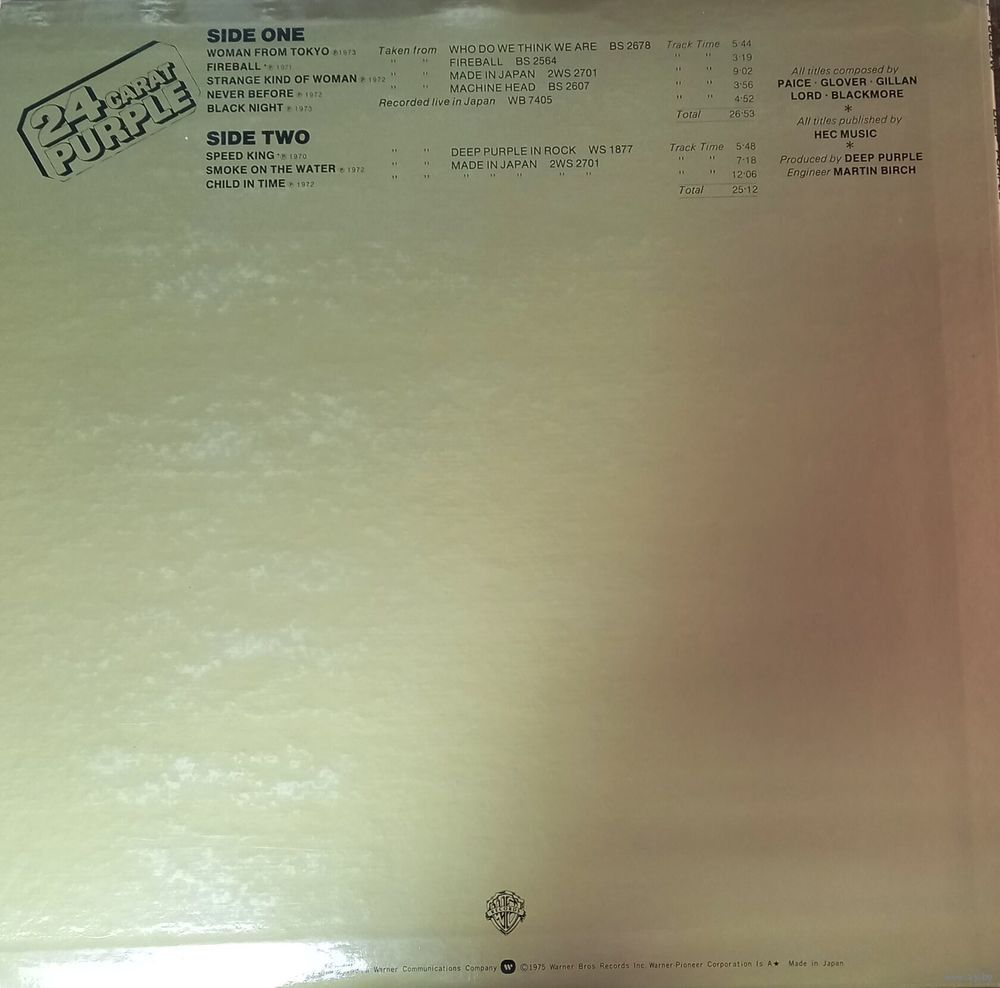 24 CARAT
PURPLE
SIDE ONE
WOMAN FROM TOKYO ℗1973 Taken from WHO DO WE THINK WE ARE BS 2678 Track Time 5·44
FIREBALL *℗ 1971 " " FIREBALL BS 2564 " " 3·19
STRANGE KIND OF WOMAN ℗ 1972 " " MADE IN JAPAN 2WS 2701 " " 9·02
NEVER BEFORE ℗ 1972 " " MACHINE HEAD BS 2607 " " 3·56
BLACK NIGHT ℗ 1973 Recorded live in Japan WB 7405 " " 4·52
Total 26·53
SIDE TWO
SPEED KING *℗ 1970 " " DEEP PURPLE IN ROCK WS 1877 Track Time 5·48
SMOKE ON THE WATER ℗ 1972 " " MADE IN JAPAN 2WS 2701 " " 7·18
CHILD IN TIME ℗ 1972 " " " " " " " " " 12·06
Total 25·12
All titles composed by
PAICE · GLOVER · GILLAN
LORD · BLACKMORE
*
All titles published by
HEC MUSIC
*
Produced by DEEP PURPLE
Engineer MARTIN BIRCH
RECORDS
Warner Communications Company ©1975 Warner Bros Records Inc. Warner-Pioneer Corporation Is A★ Made in Japan